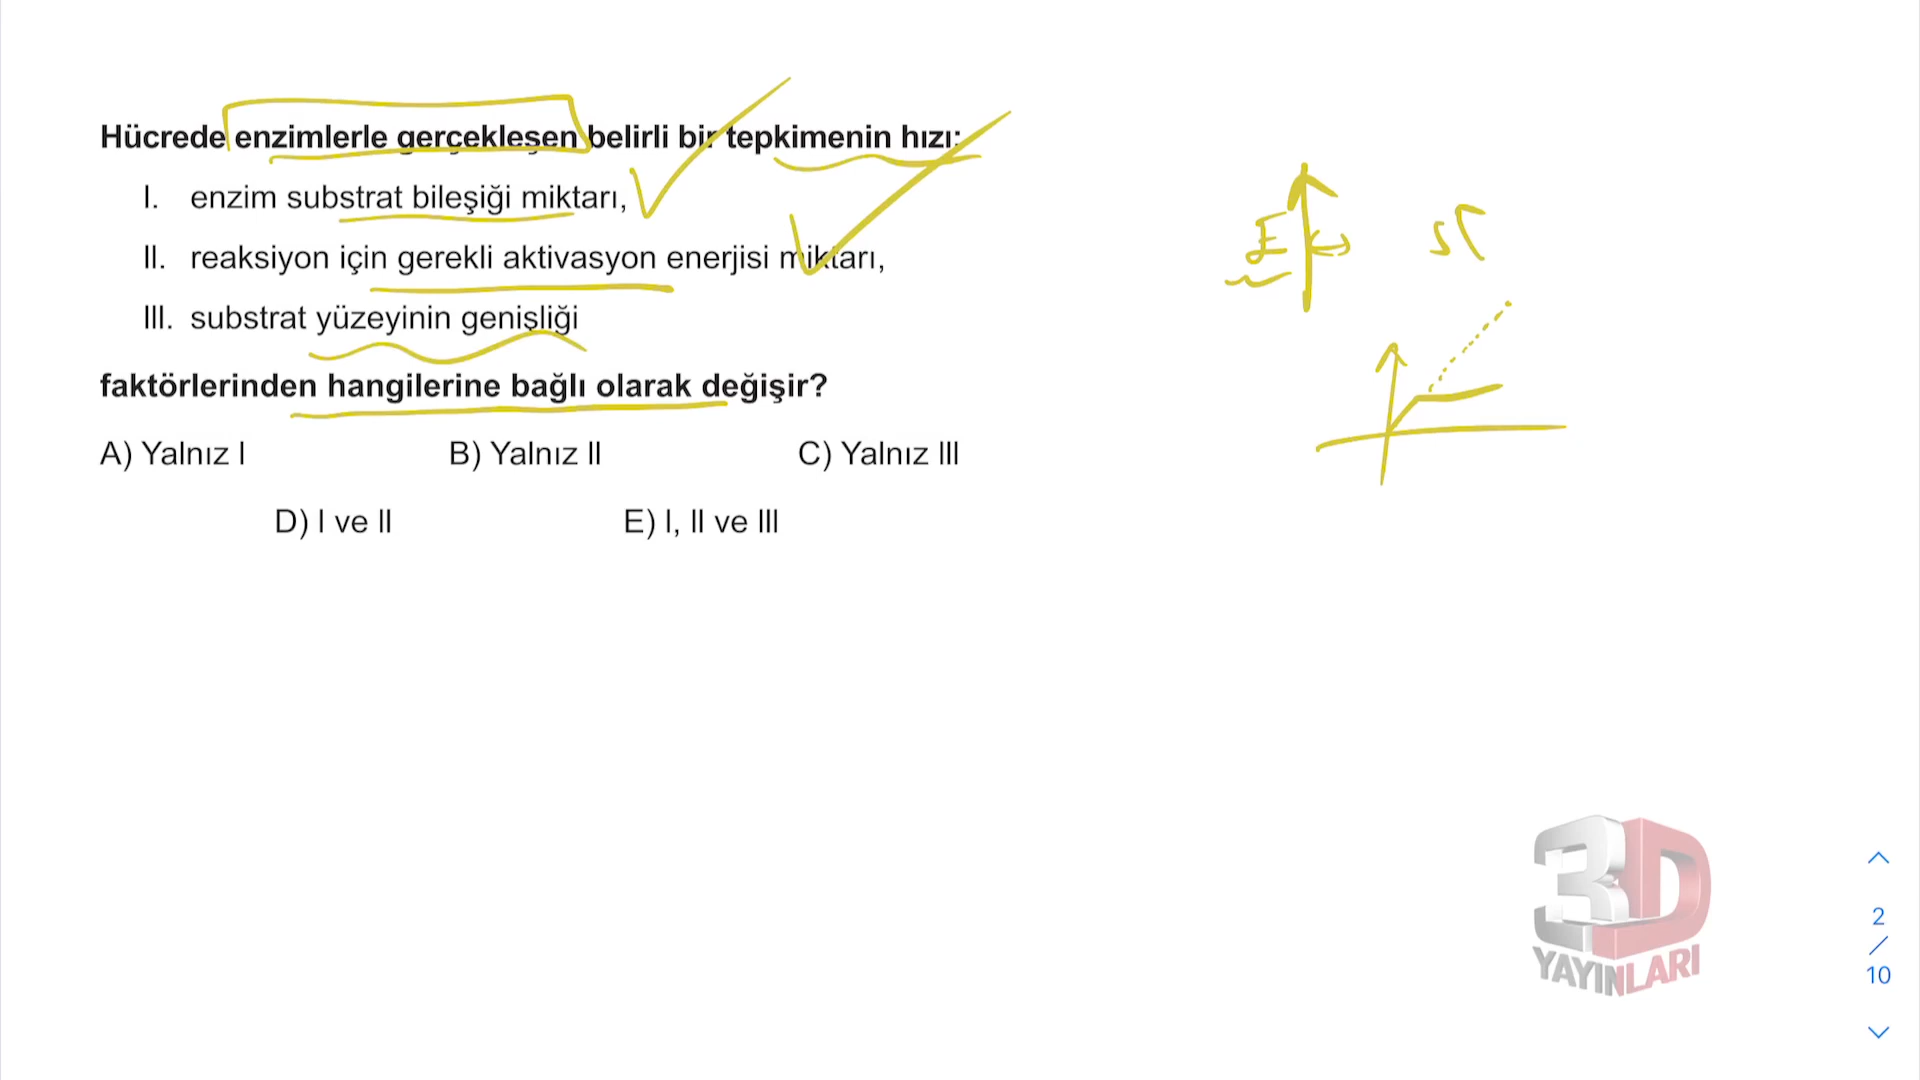 Hücrede enzimlerle gerçekleşen belirli bir tepkimenin hızı;
I. enzim substrat bileşiği miktarı,
II. reaksiyon için gerekli aktivasyon enerjisi miktarı,
III. substrat yüzeyinin genişliği
faktörlerinden hangilerine bağlı olarak değişir?
A) Yalnız I B) Yalnız II C) Yalnız III
D) I ve II E) I, II ve III
E
3D
YAYINLARI
2
/
10